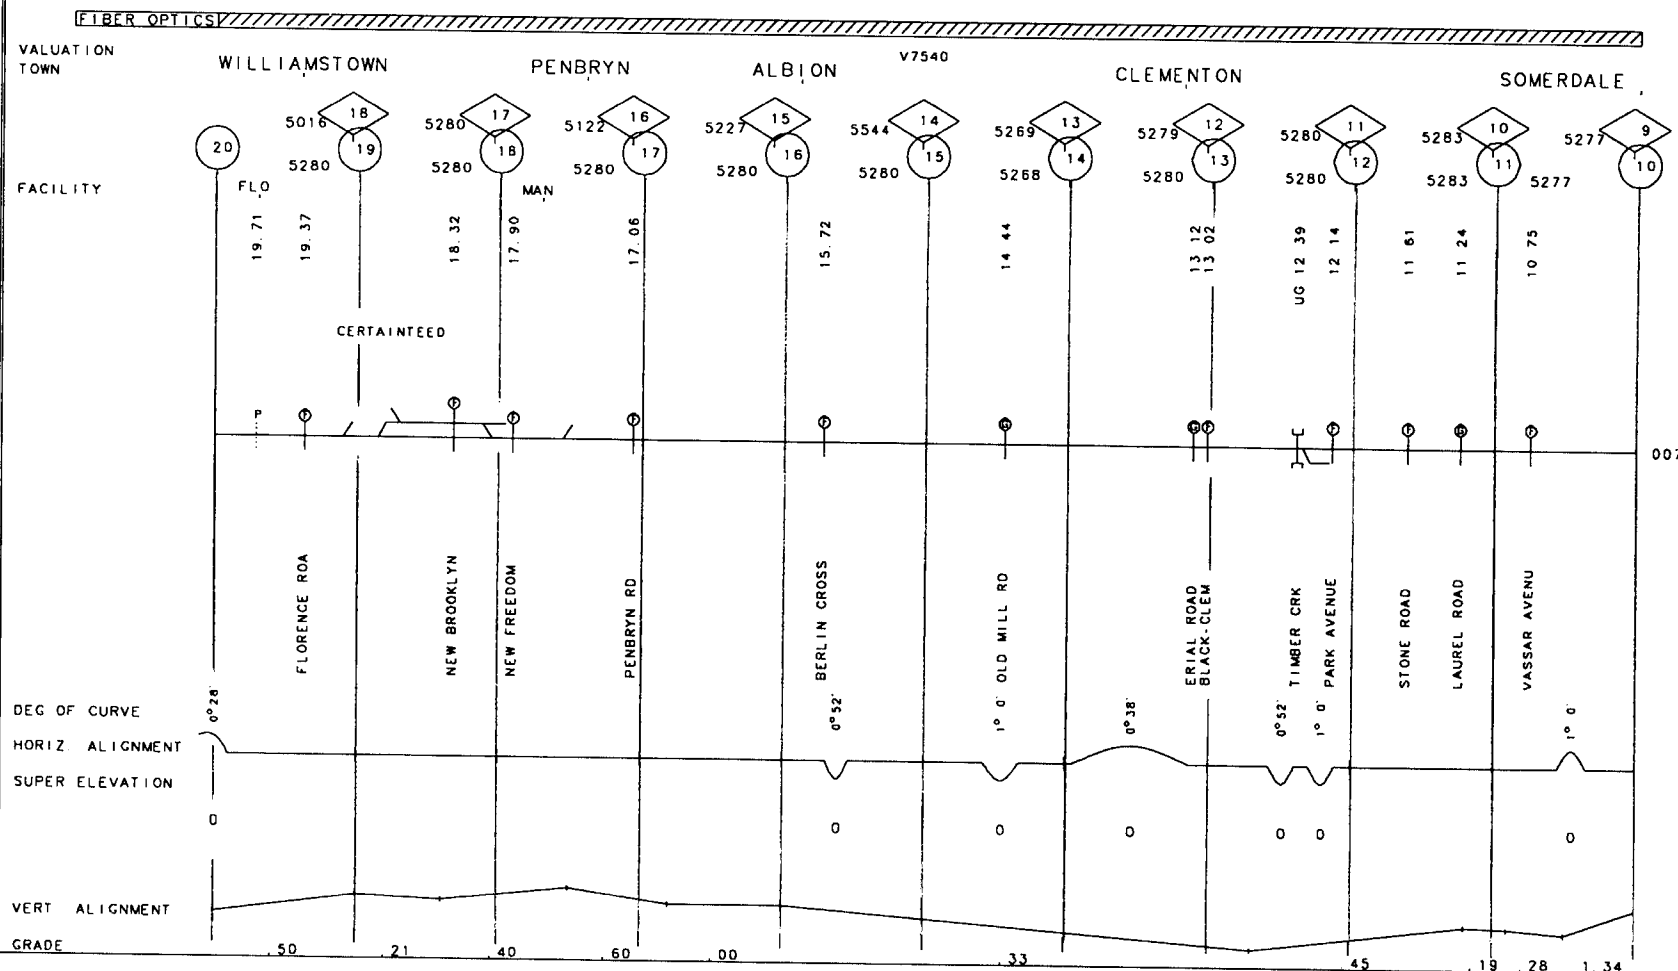 FIBER OPTICS
VALUATION V7540
TOWN WILLIAMSTOWN PENBRYN ALBION CLEMENTON SOMERDALE
18 17 16 15 14 13 12 11 10 9
5016 5280 5122 5227 5544 5269 5279 5280 5283 5277
20 19 18 17 16 15 14 13 12 11 10
5280 5280 5280 5280 5280 5268 5280 5280 5283 5277
FACILITY FLO MAN
19.71 19.37 18.32 17.90 17.06 15.72 14 44 13 12 13 02 UG 12 39 12 14 11 61 11 24 10 75
CERTAINTEED
P F F F F F G G F F F G F
007
FLORENCE ROA
NEW BROOKLYN
NEW FREEDOM
PENBRYN RD
BERLIN CROSS
OLD MILL RD
ERIAL ROAD
BLACK-CLEM
TIMBER CRK
PARK AVENUE
STONE ROAD
LAUREL ROAD
VASSAR AVENU
DEG OF CURVE 0°28' 0°52' 1° 0' 0°38' 0°52' 1° 0' 1° 0'
HORIZ. ALIGNMENT
SUPER ELEVATION
0 0 0 0 0 0 0
VERT ALIGNMENT
GRADE .50 .21 .40 .60 .00 .33 .45 .19 .28 1.34